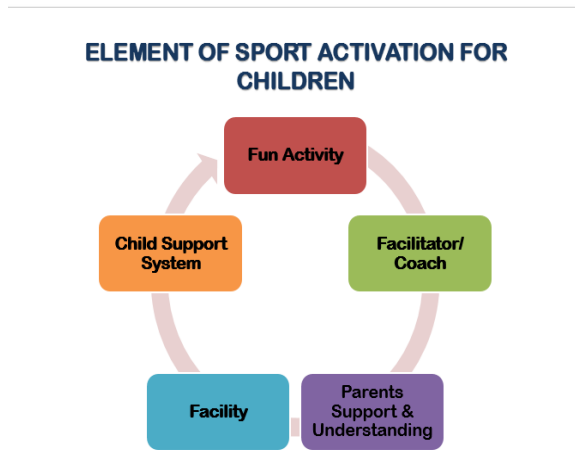 ELEMENT OF SPORT ACTIVATION FOR
CHILDREN
Fun Activity
Facilitator/
Coach
Parents
Support &
Understanding
Facility
Child Support
System